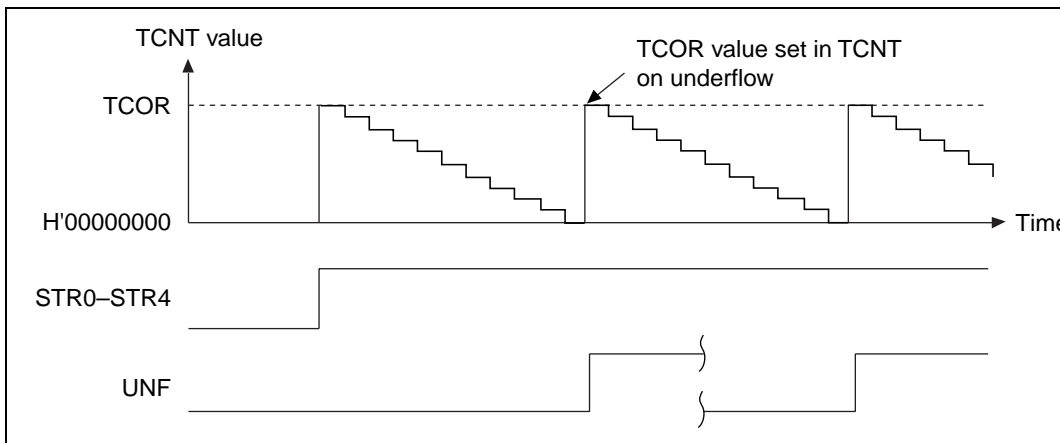 TCNT value
TCOR value set in TCNT
on underflow
TCOR
H'00000000
Time
STR0–STR4
UNF